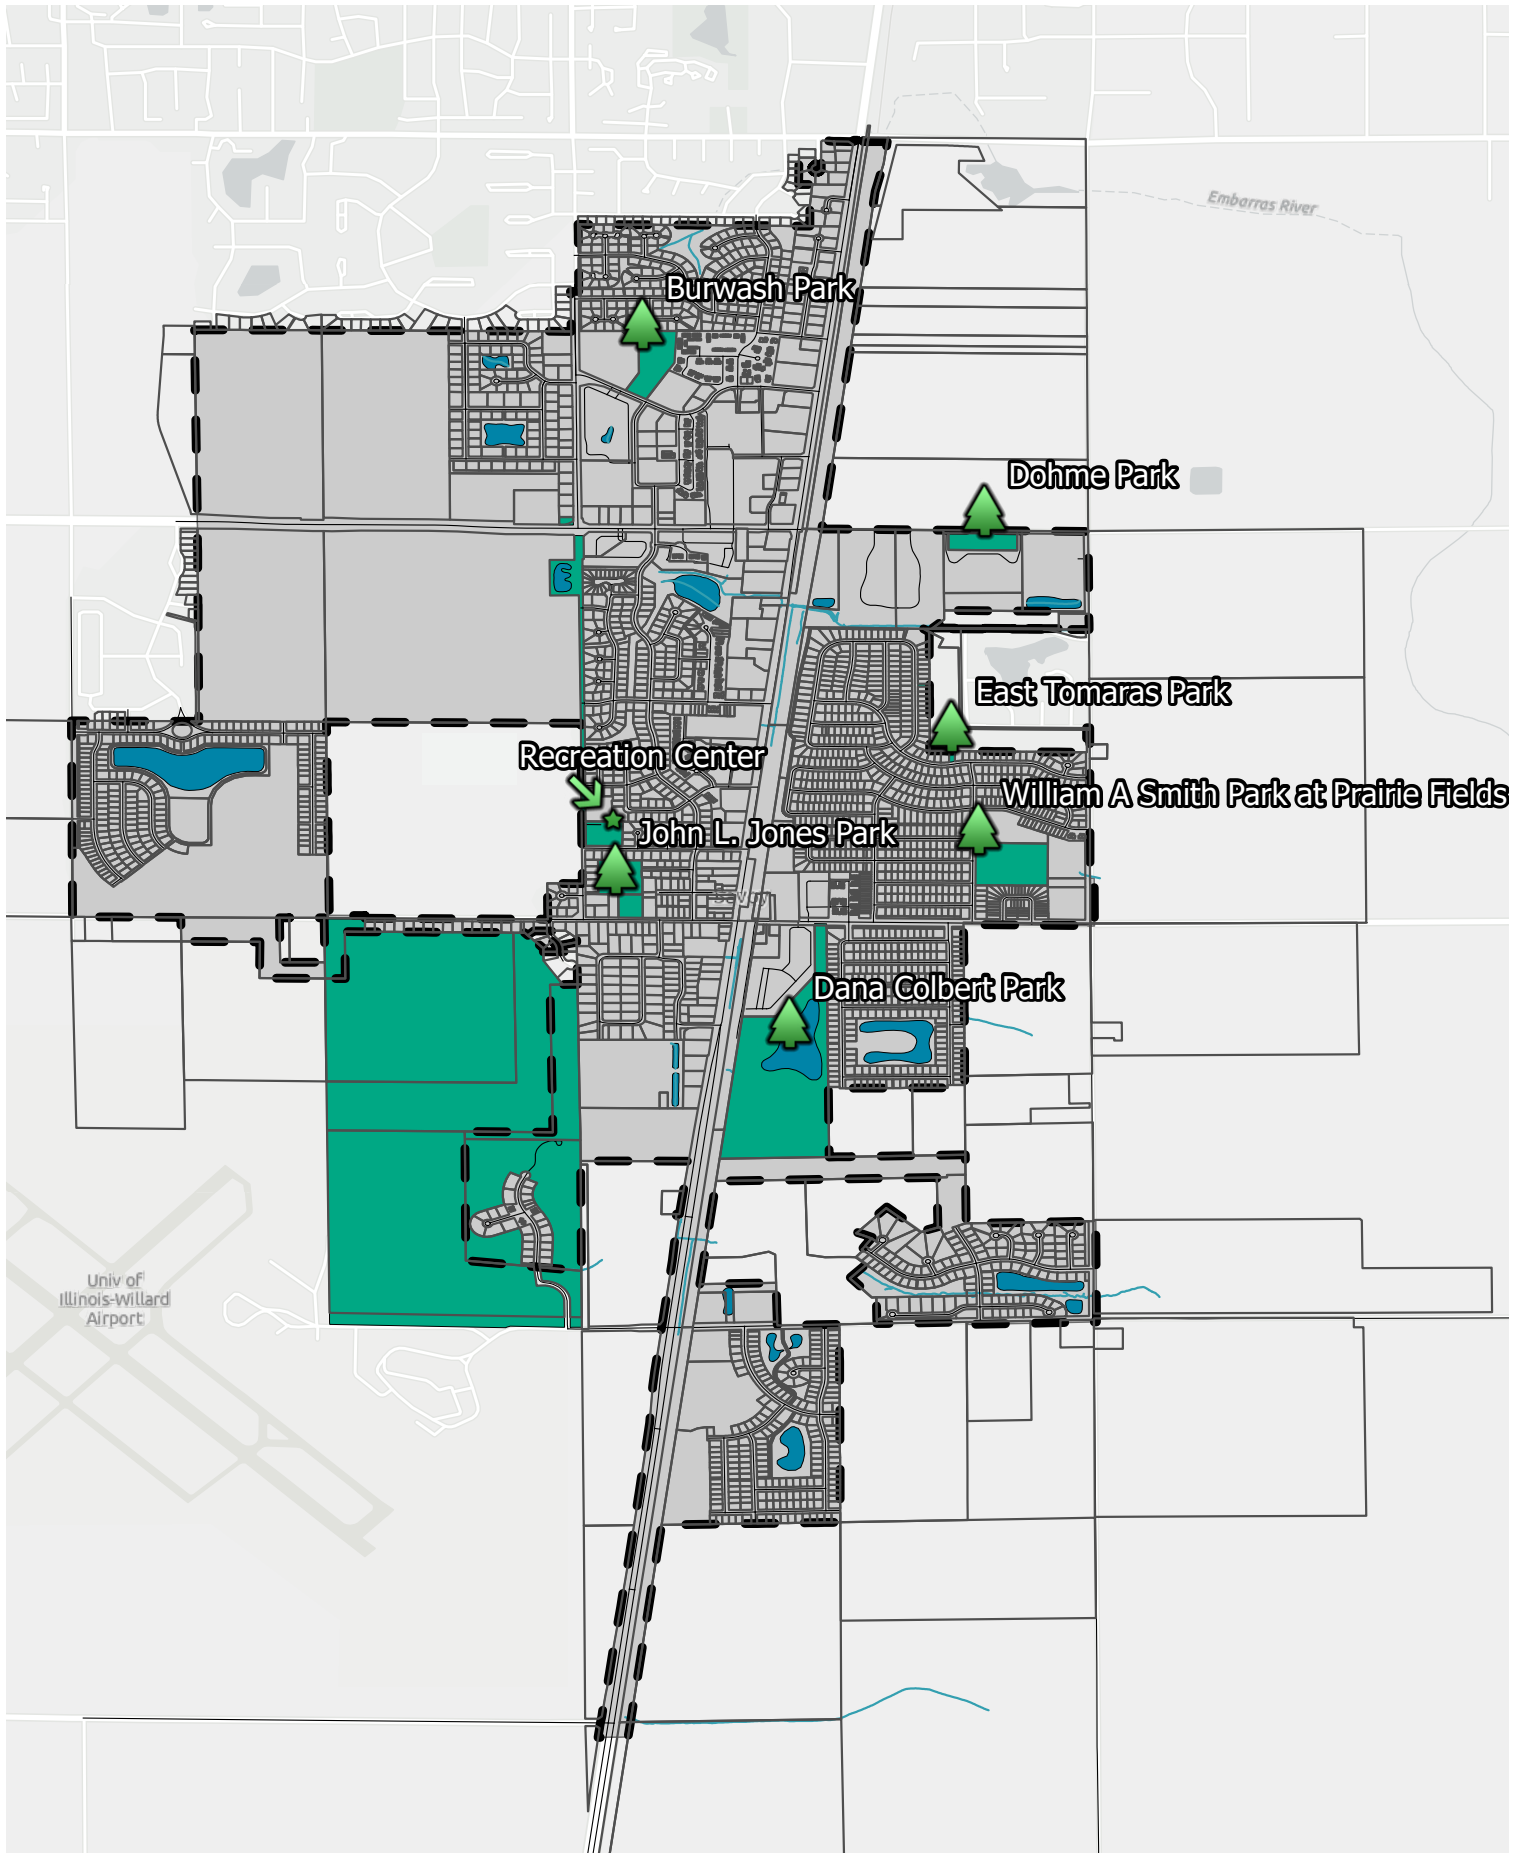 Embarras River
Burwash Park
Dohme Park
East Tomaras Park
Recreation Center
William A Smith Park at Prairie Fields
John L. Jones Park
Savoy
Dana Colbert Park
Univ of
Illinois-Willard
Airport